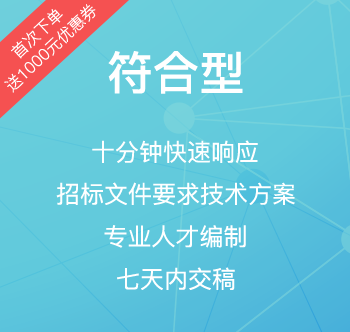 首次下单
送1000元优惠券
符合型
十分钟快速响应
招标文件要求技术方案
专业人才编制
七天内交稿